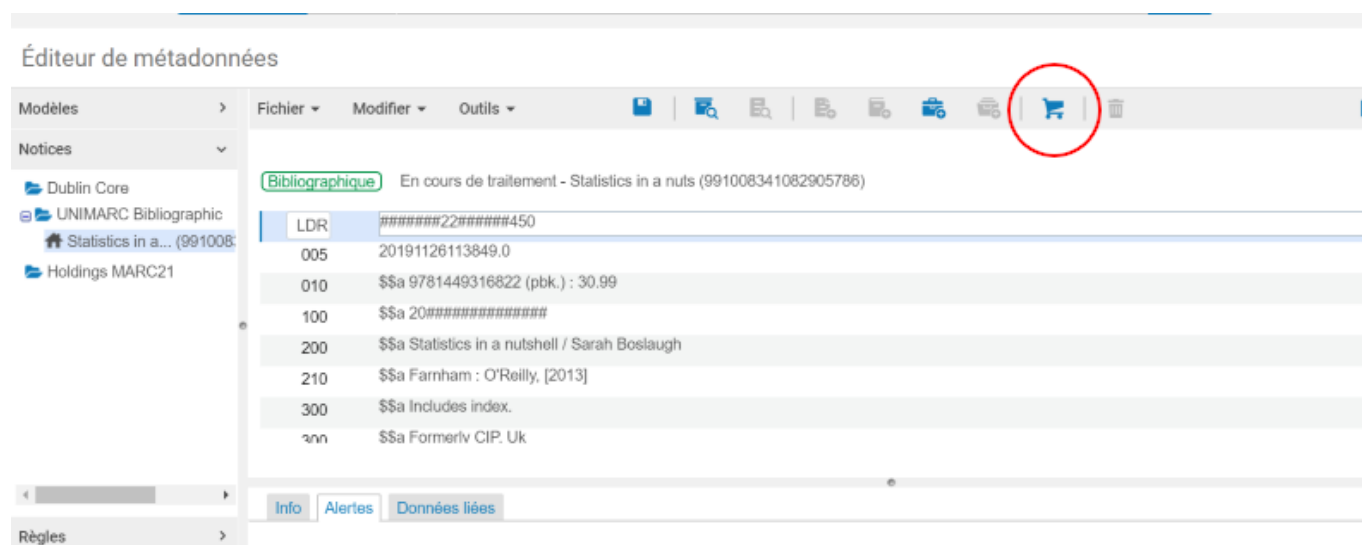 Éditeur de métadonnées
Modèles
Fichier Modifier Outils
Notices
Dublin Core
Bibliographique En cours de traitement - Statistics in a nuts (991008341082905786)
UNIMARC Bibliographic
LDR #######22######450
Statistics in a... (991008
005 20191126113849.0
Holdings MARC21
010 $$a 9781449316822 (pbk.) : 30.99
100 $$a 20##############
200 $$a Statistics in a nutshell / Sarah Boslaugh
210 $$a Farnham : O'Reilly, [2013]
300 $$a Includes index.
300 $$a Formerly CIP. Uk
Info Alertes Données liées
Règles